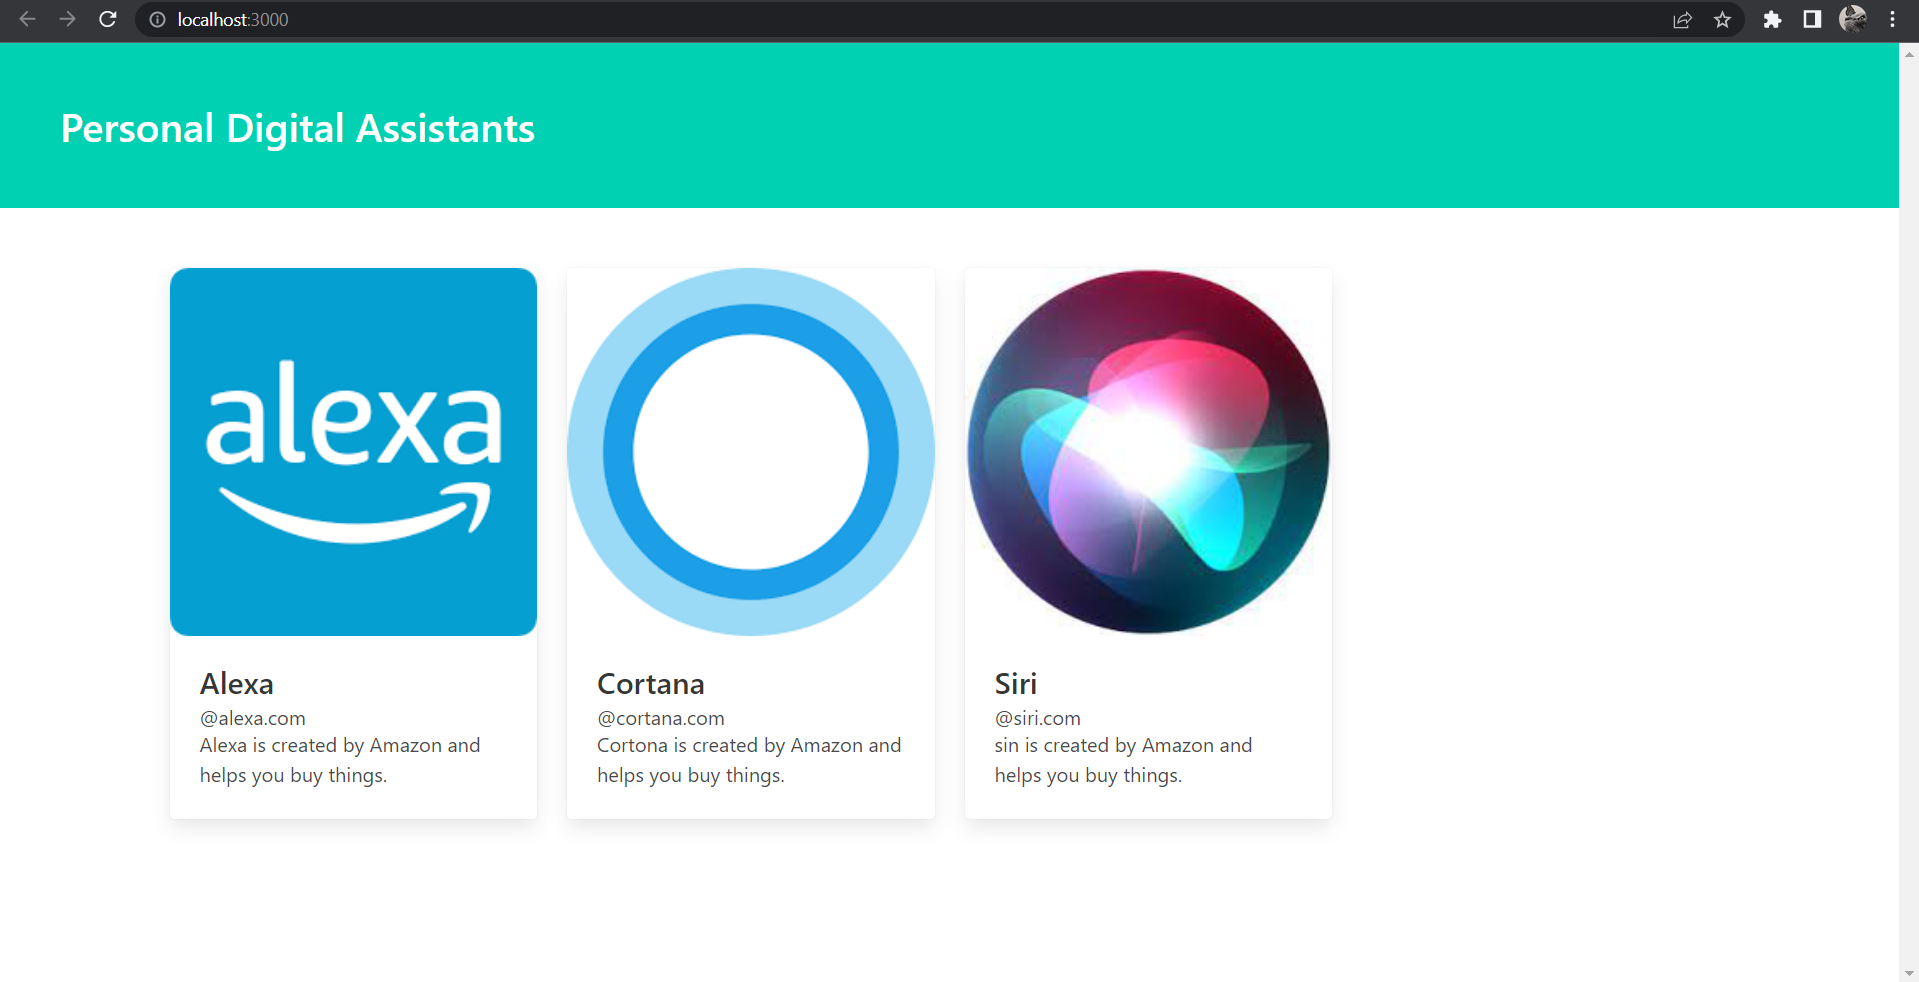 localhost:3000
Personal Digital Assistants
alexa
Alexa
@alexa.com
Alexa is created by Amazon and
helps you buy things.
Cortana
@cortana.com
Cortona is created by Amazon and
helps you buy things.
Siri
@siri.com
sin is created by Amazon and
helps you buy things.